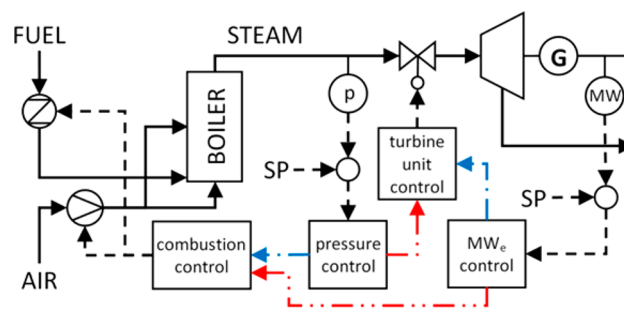 FUEL
STEAM
G
BOILER
p
MW
turbine
unit
control
SP
SP
combustion
control
pressure
control
MWe
control
AIR